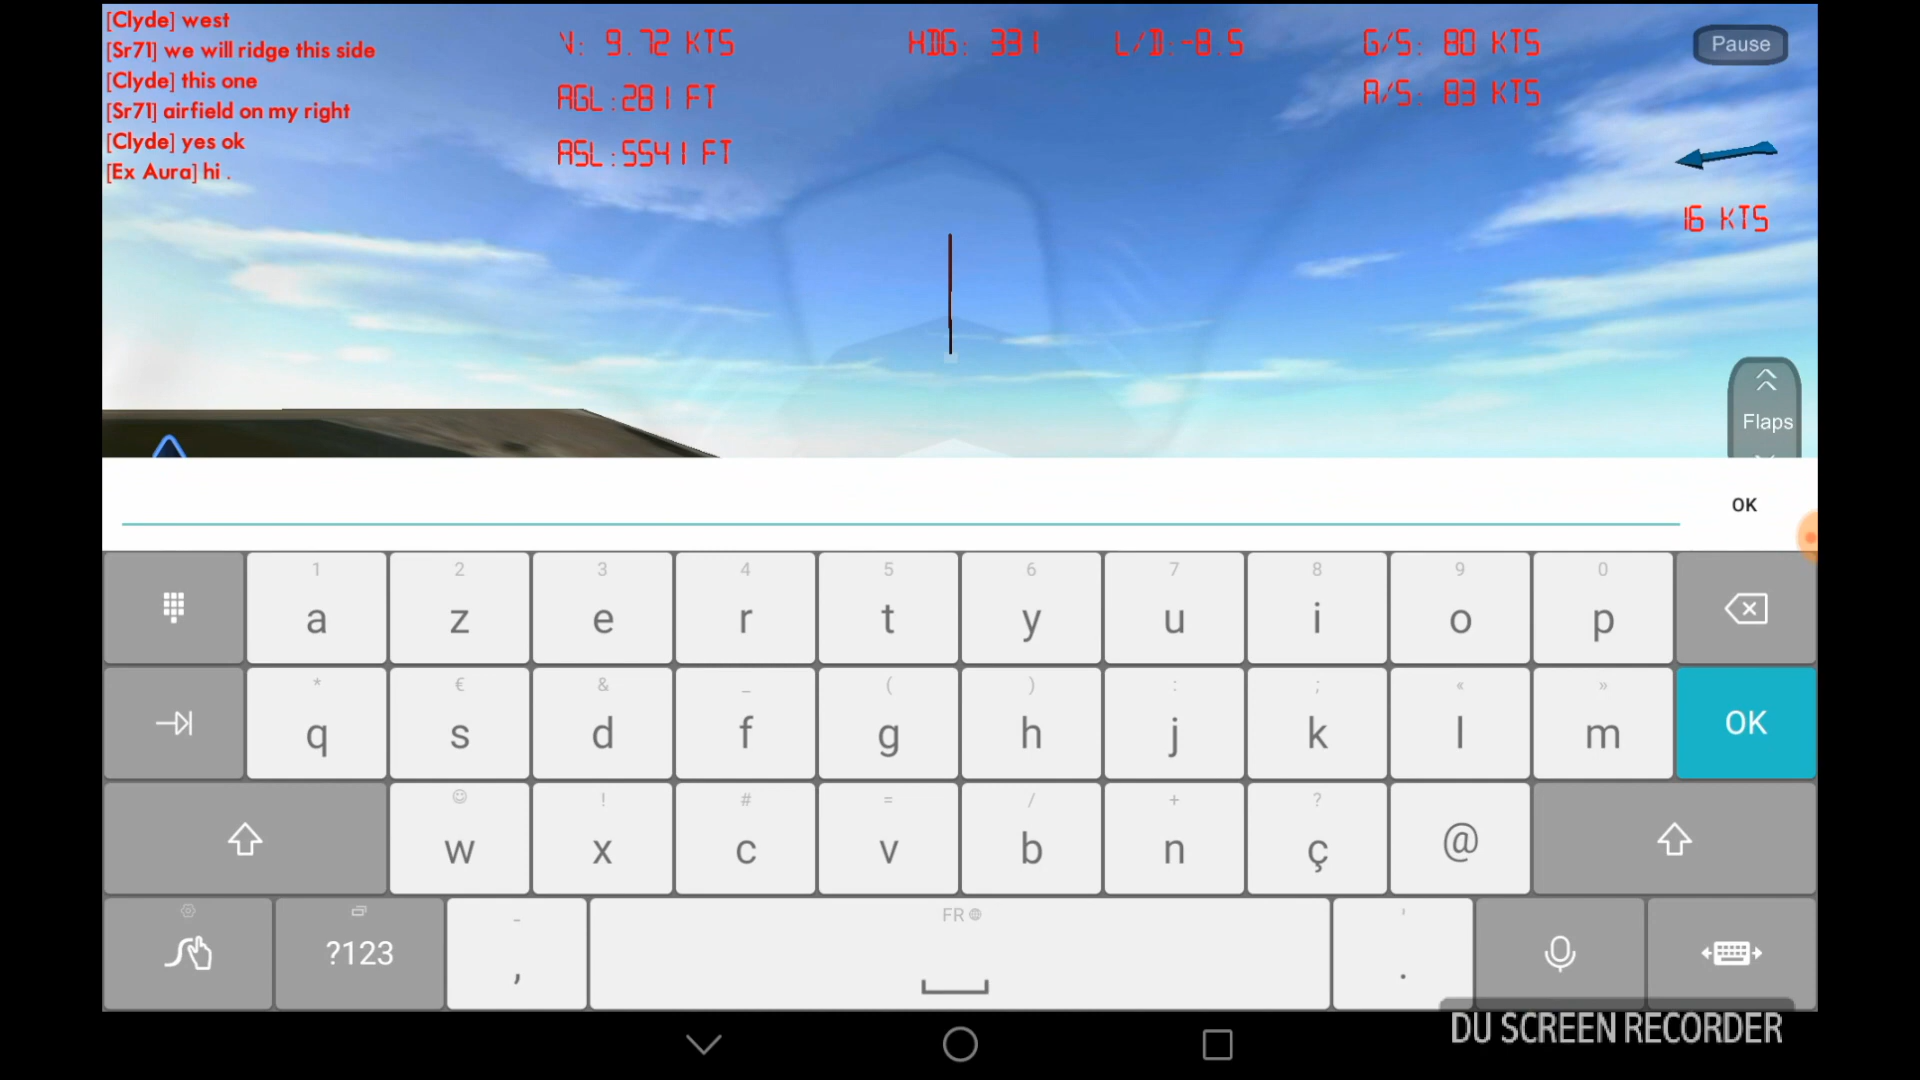 [Clyde] west
[Sr71] we will ridge this side
[Clyde] this one
[Sr71] airfield on my right
[Clyde] yes ok
[Ex Aura] hi .
V: 9.72 KTS
AGL:281 FT
ASL:5541 FT
HDG: 331
L/D:-8.5
G/S: 80 KTS
A/S: 83 KTS
Pause
16 KTS
Flaps
OK
1 2 3 4 5 6 7 8 9 0
a z e r t y u i o p
* € & _ ( ) : ; « »
q s d f g h j k l m OK
! # = / + ?
w x c v b n ç @
- FR '
?123 , .
DU SCREEN RECORDER